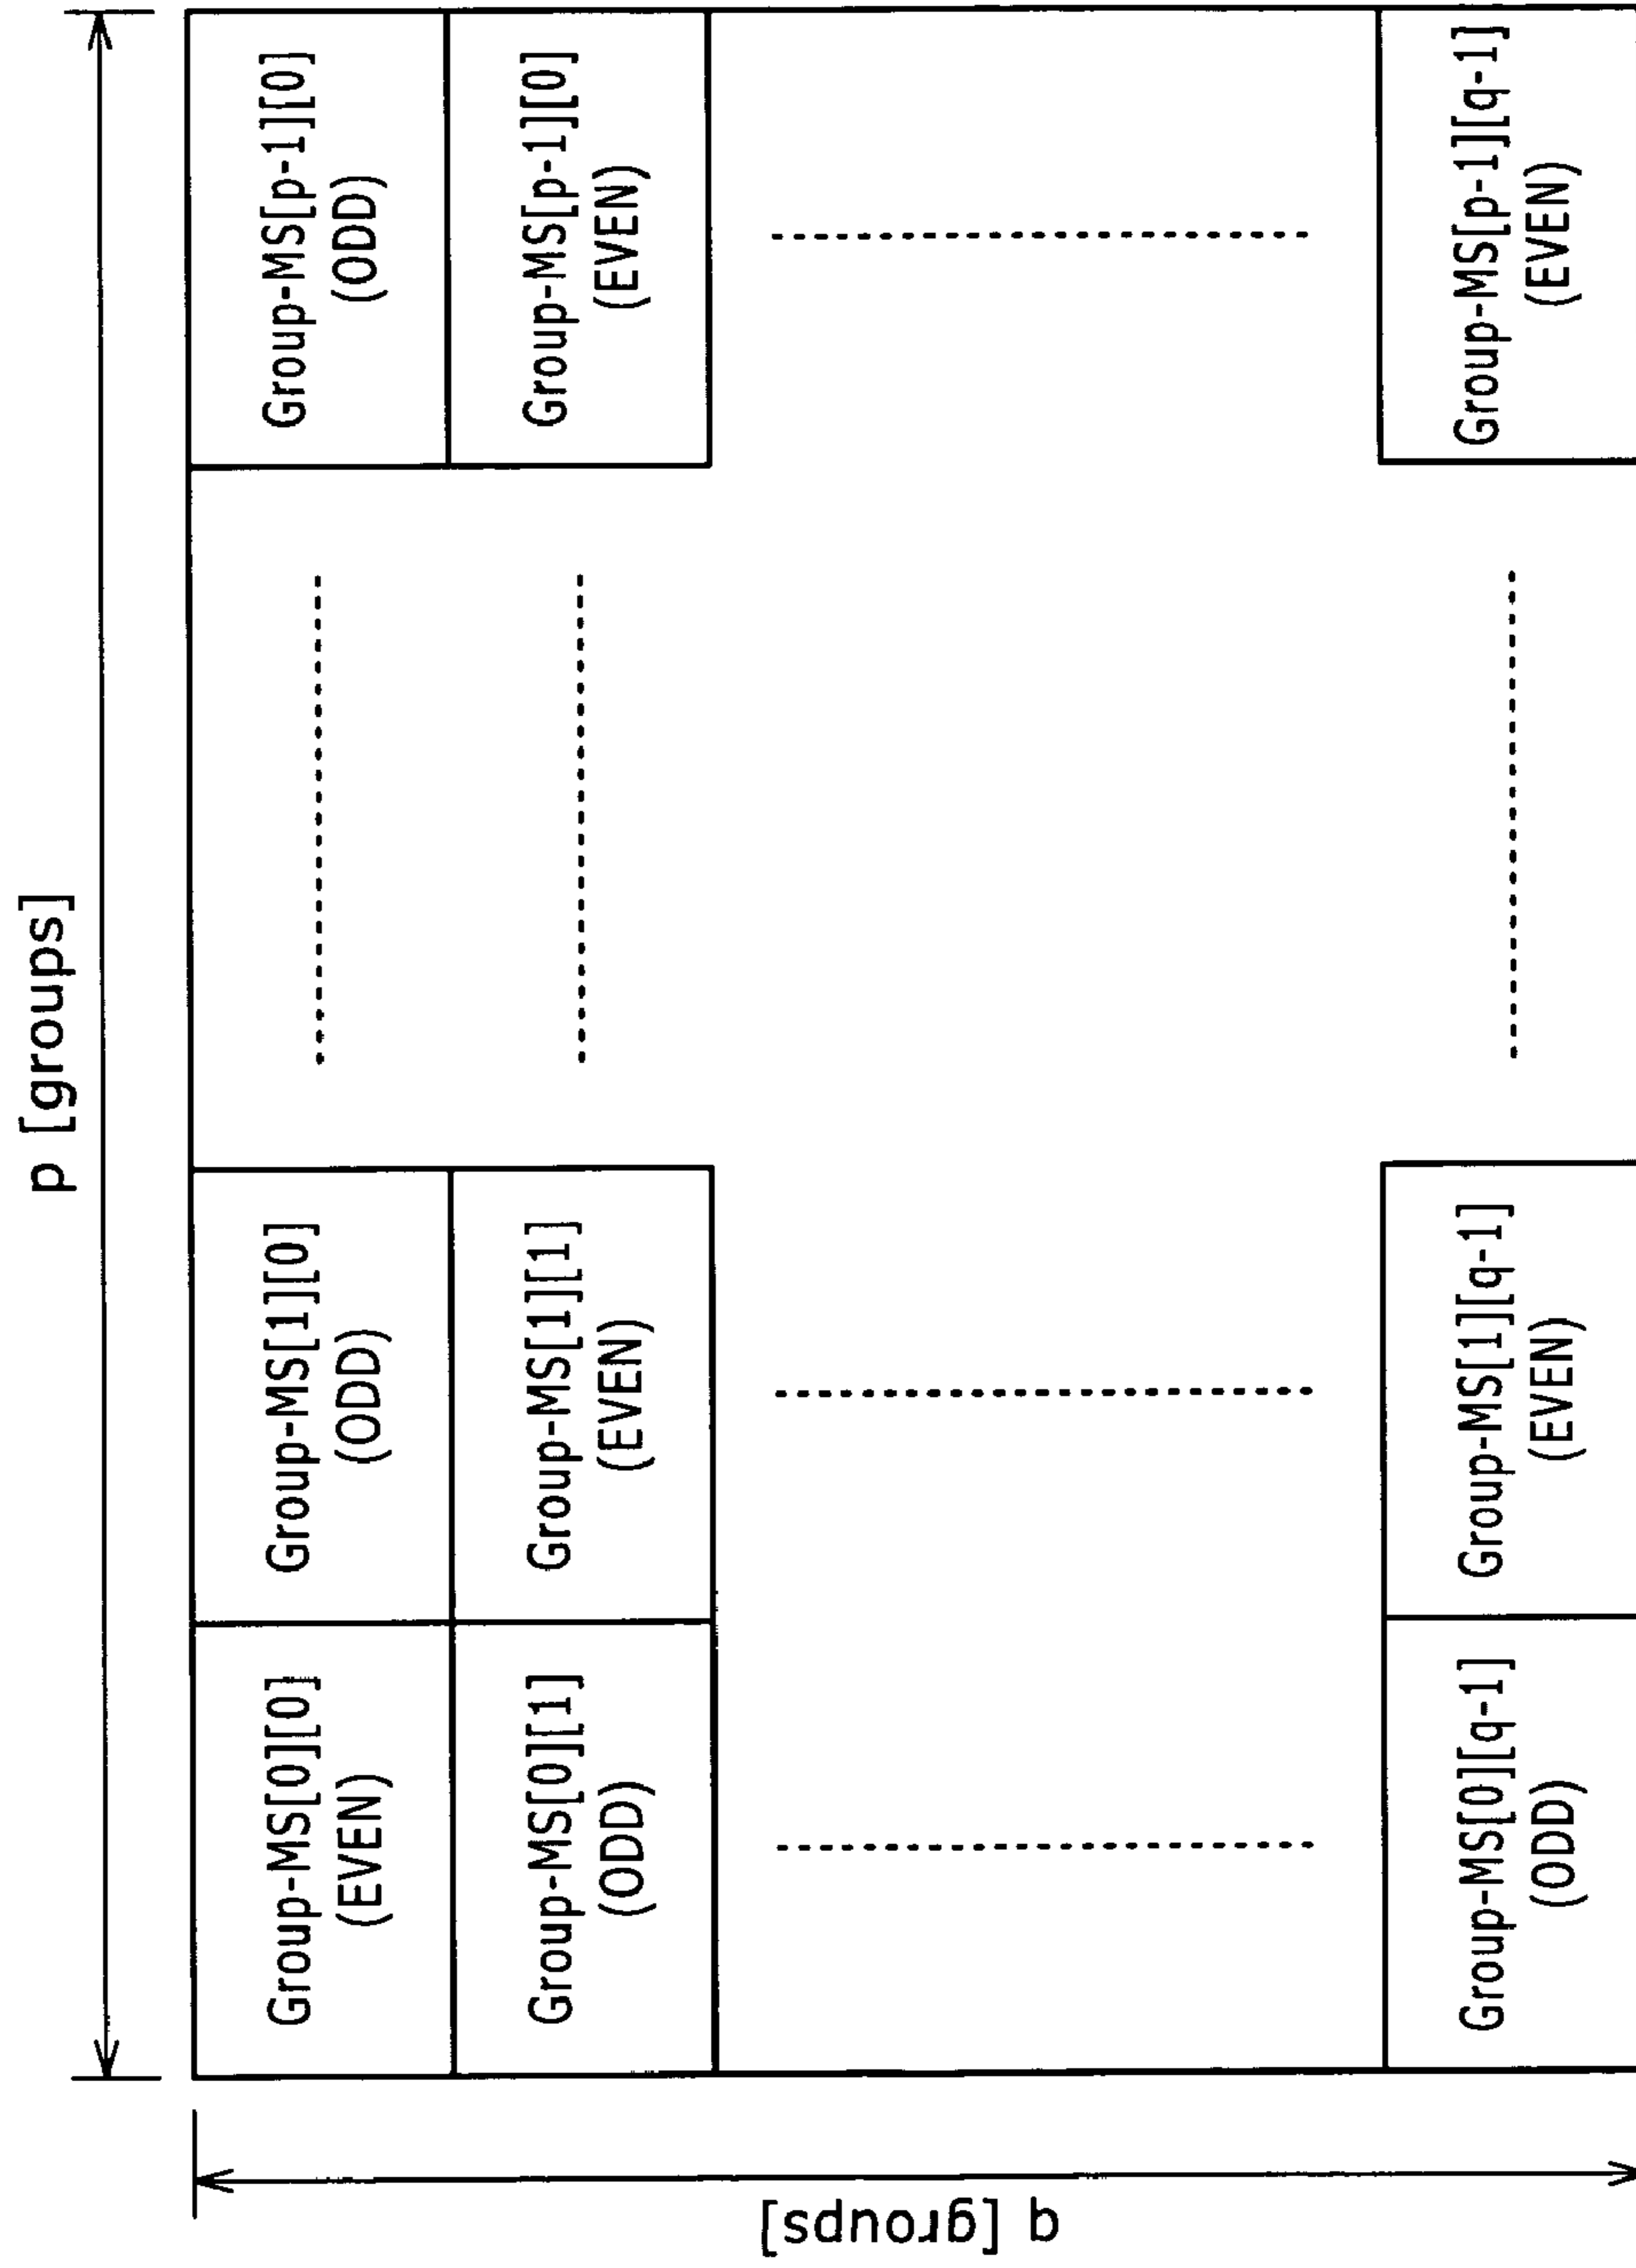 p [groups]
q [groups]
Group-MS[0][0]
(EVEN)
Group-MS[1][0]
(ODD)
Group-MS[p-1][0]
(ODD)
Group-MS[0][1]
(ODD)
Group-MS[1][1]
(EVEN)
Group-MS[p-1][0]
(EVEN)
Group-MS[0][q-1]
(ODD)
Group-MS[1][q-1]
(EVEN)
Group-MS[p-1][q-1]
(EVEN)